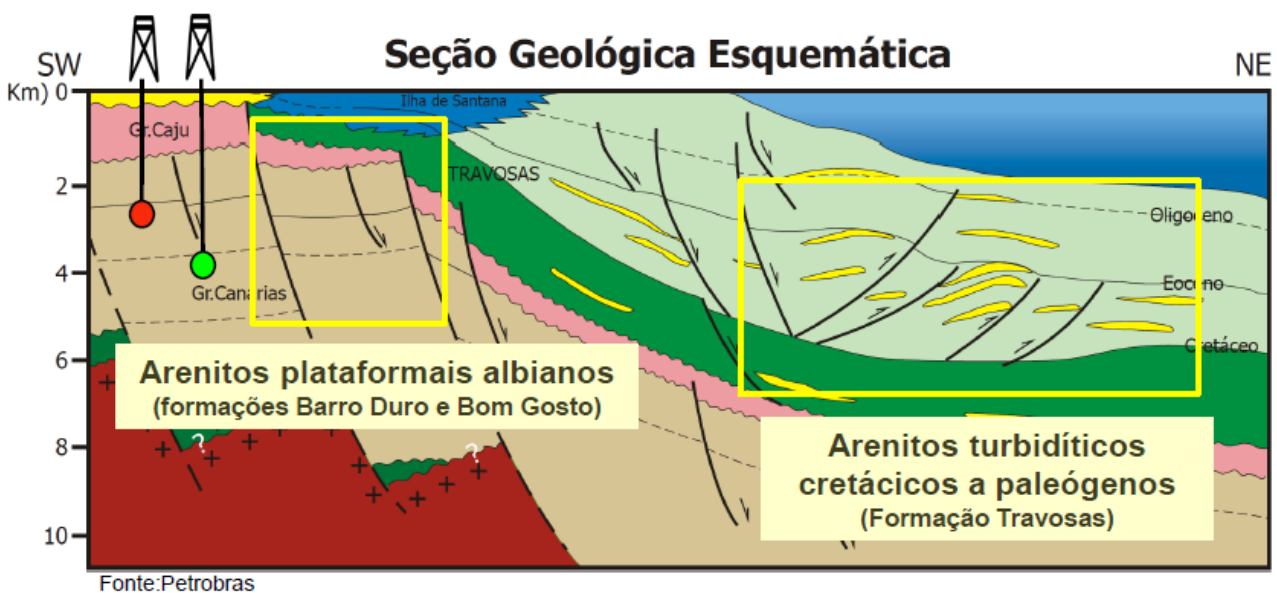 Seção Geológica Esquemática
SW
NE
Km) 0
Ilha de Santana
Gr.Caju
TRAVOSAS
2
Oligoceno
4
Eoceno
Gr.Canárias
Cretáceo
6
Arenitos plataformais albianos
(formações Barro Duro e Bom Gosto)
?
?
8
Arenitos turbidíticos
cretácicos a paleógenos
(Formação Travosas)
10
Fonte:Petrobras